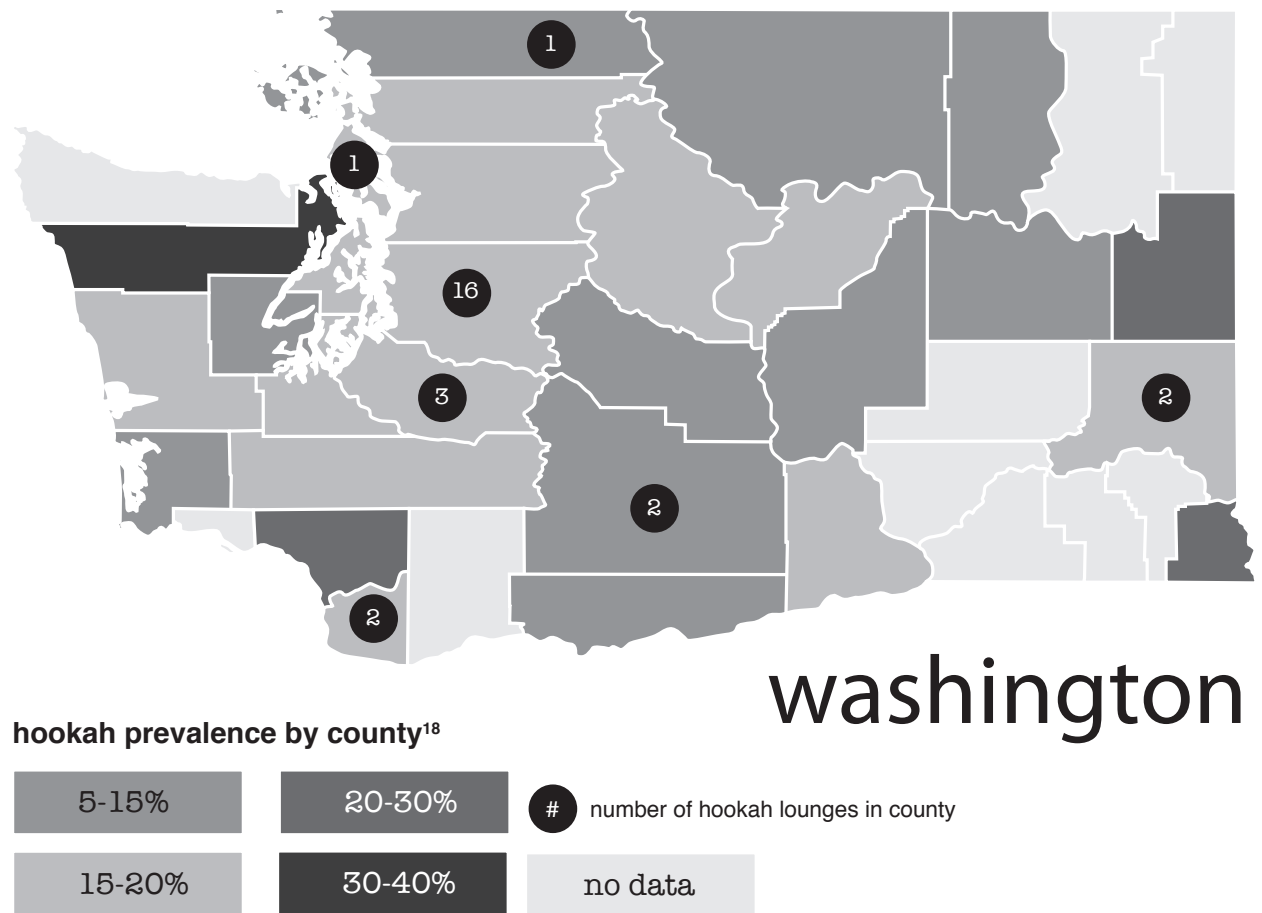 1
1
16
3
2
2
2
washington
hookah prevalence by county18
5-15%
20-30%
# number of hookah lounges in county
15-20%
30-40%
no data